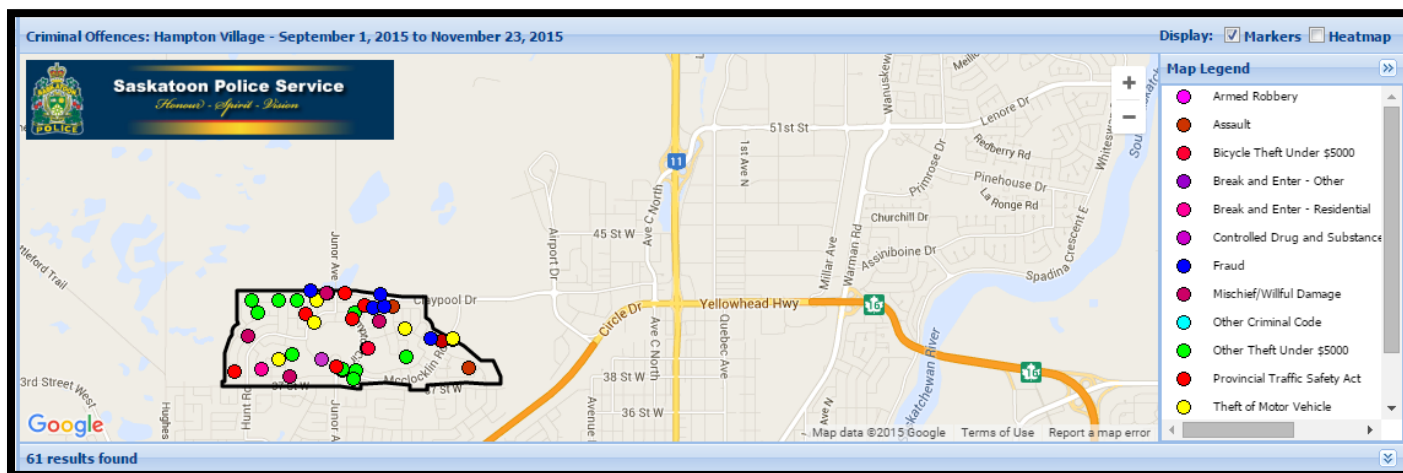 Criminal Offences: Hampton Village - September 1, 2015 to November 23, 2015
Display: Markers Heatmap
Saskatoon Police Service
Honour - Spirit - Vision
POLICE
Map Legend
Armed Robbery
Assault
Bicycle Theft Under $5000
Break and Enter - Other
Break and Enter - Residential
Controlled Drug and Substance
Fraud
Mischief/Willful Damage
Other Criminal Code
Other Theft Under $5000
Provincial Traffic Safety Act
Theft of Motor Vehicle
+
−
51st St
Lenore Dr
Redberry Rd
Primrose Dr
Pinehouse Dr
La Ronge Rd
11
1st Ave N
Ave C North
Churchill Dr
45 St W
Airport Dr
Millar Ave
Warman Rd
Assiniboine Dr
Spadina Crescent E
Junor Ave
Claypool Dr
Circle Dr
Yellowhead Hwy
16
Ave C North
Quebec Ave
Mcclocklin Rd
37 St W
37 St W
38 St W
36 St W
16
3rd Street West
Hunt Rd
Hughes
Junor A
Avenue
Ave N
Saskatchewan River
Google
Map data ©2015 Google Terms of Use Report a map error
61 results found